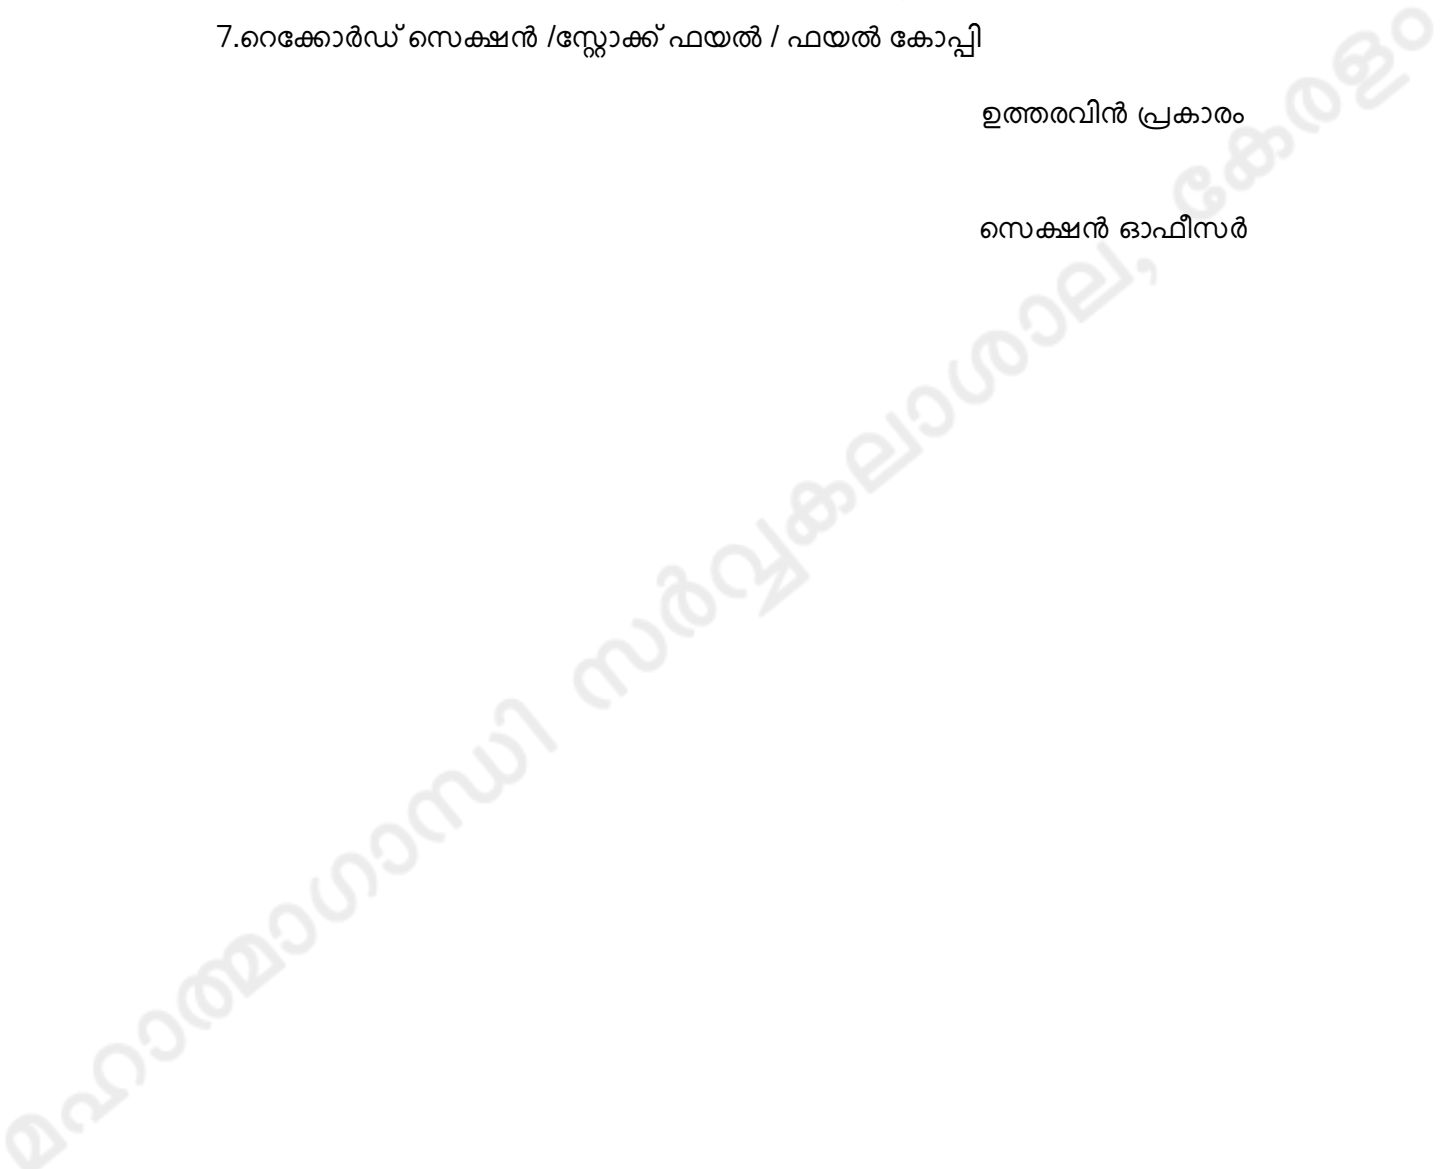 7.റെക്കോർഡ് സെക്ഷൻ /സ്റ്റോക്ക് ഫയൽ / ഫയൽ കോപ്പി
ഉത്തരവിൻ പ്രകാരം
സെക്ഷൻ ഓഫീസർ
മഹാത്മാഗാന്ധി സർവ്വകലാശാല, കേരളം